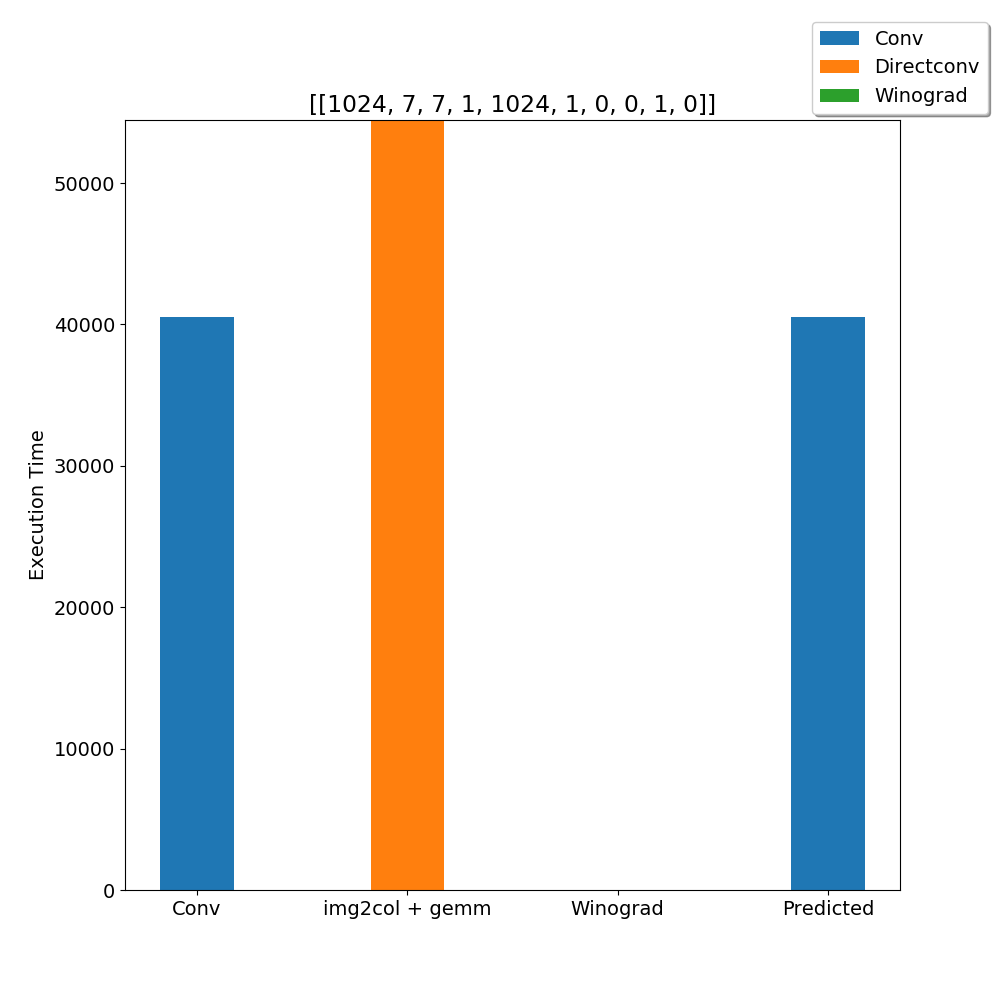 Conv
Directconv
Winograd
[[1024, 7, 7, 1, 1024, 1, 0, 0, 1, 0]]
Execution Time
50000
40000
30000
20000
10000
0
Conv
img2col + gemm
Winograd
Predicted